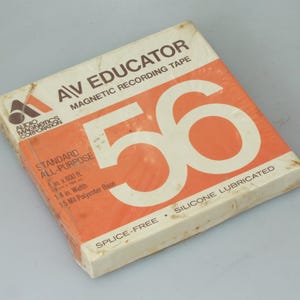 A\V EDUCATOR
MAGNETIC RECORDING TAPE
AUDIO
MAGNETICS
CORPORATION
STANDARD
ALL-PURPOSE
56
1/4 in Width
1.5 Mil Polyester Base
SPLICE-FREE • SILICONE LUBRICATED